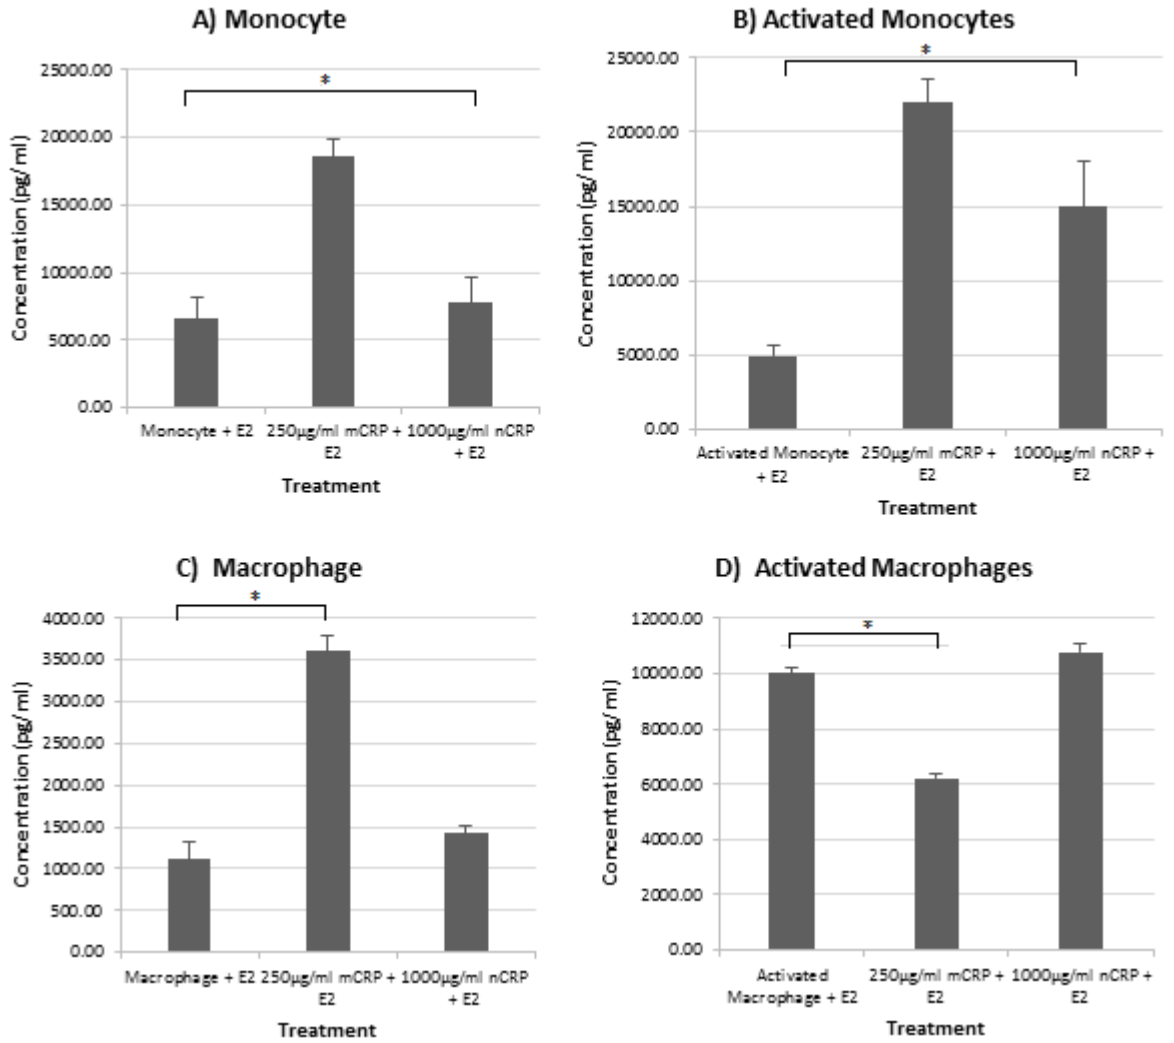 A) Monocyte
Concentration (pg/ml)
25000.00
20000.00
15000.00
10000.00
5000.00
0.00
*
Monocyte + E2
250µg/ml mCRP +
E2
1000µg/ml nCRP
+ E2
Treatment
B) Activated Monocytes
Concentration (pg/ml)
25000.00
20000.00
15000.00
10000.00
5000.00
0.00
*
Activated Monocyte
+ E2
250µg/ml mCRP +
E2
1000µg/ml nCRP +
E2
Treatment
C) Macrophage
Concentration (pg/ml)
4000.00
3500.00
3000.00
2500.00
2000.00
1500.00
1000.00
500.00
0.00
*
Macrophage + E2
250µg/ml mCRP +
E2
1000µg/ml nCRP
+ E2
Treatment
D) Activated Macrophages
Concentration (pg/ml)
12000.00
10000.00
8000.00
6000.00
4000.00
2000.00
0.00
*
Activated
Macrophage + E2
250µg/ml mCRP +
E2
1000µg/ml nCRP +
E2
Treatment